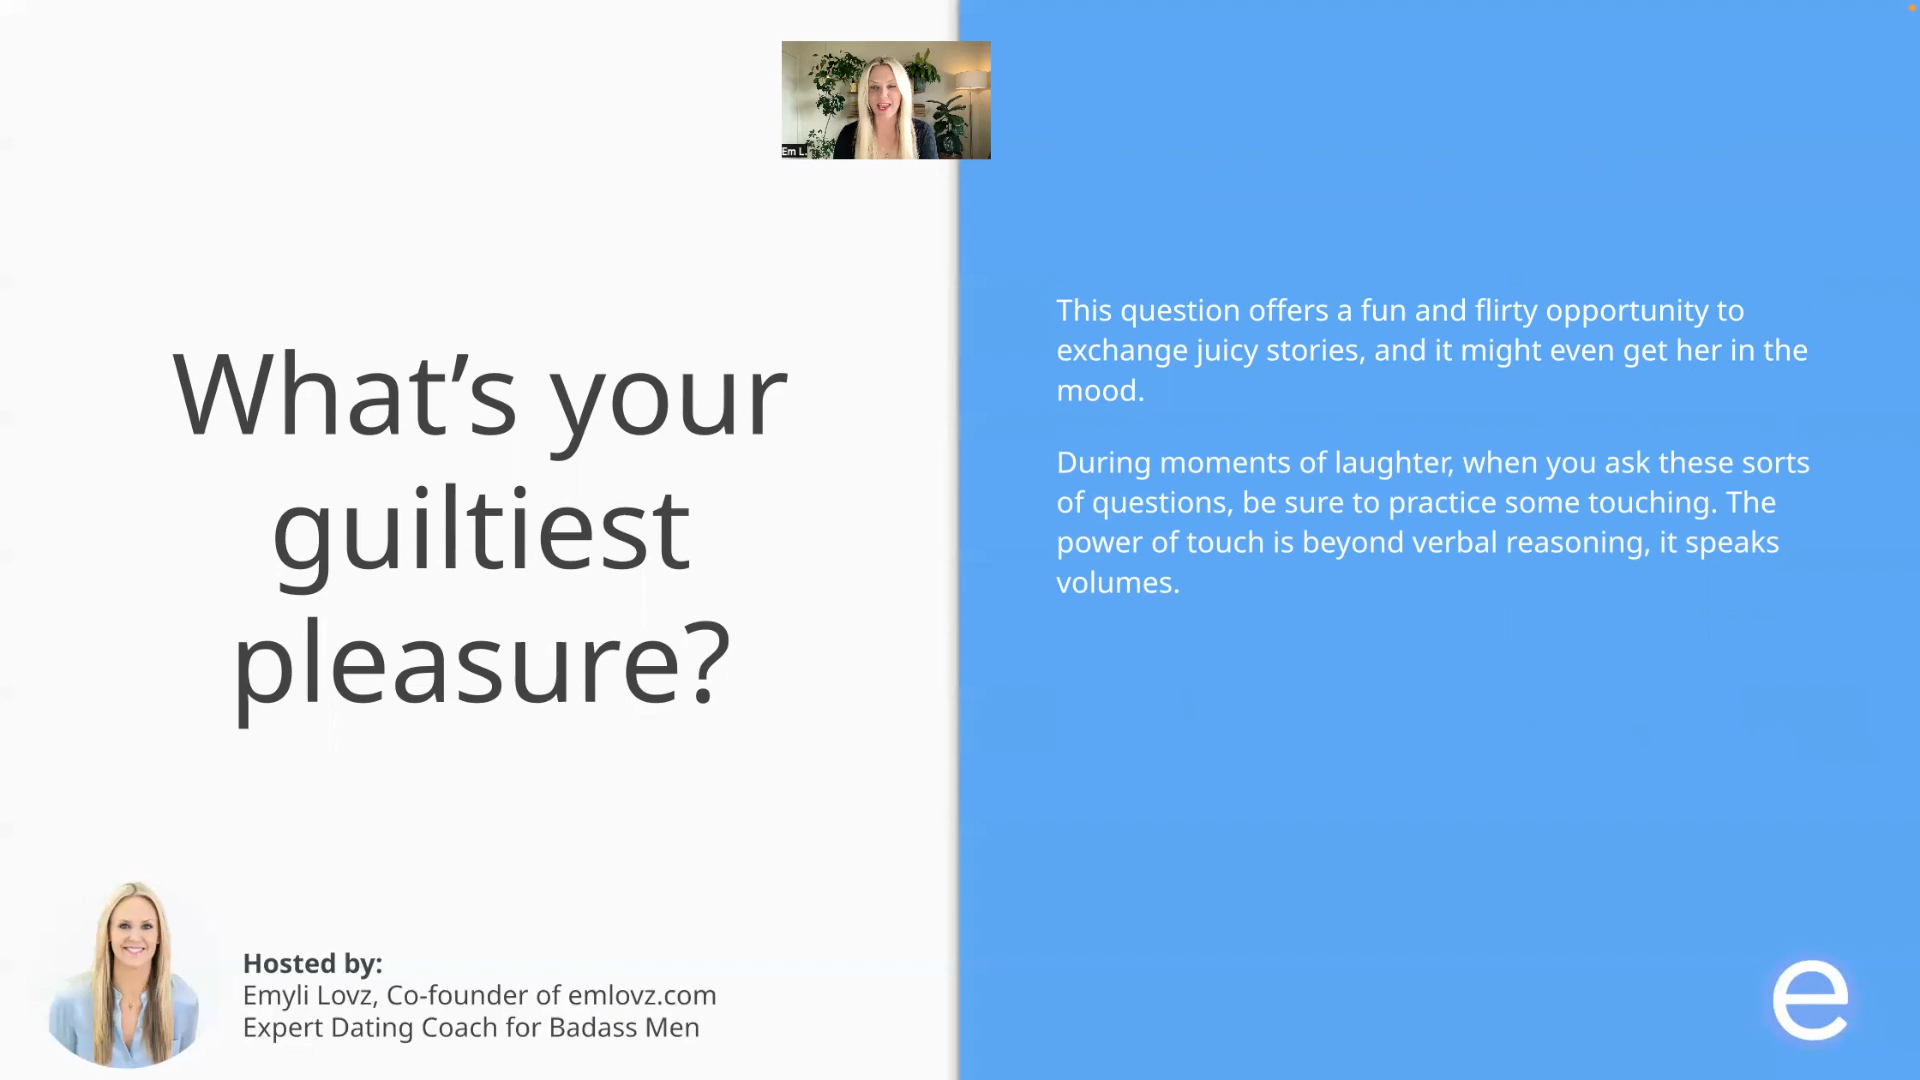 Em L.
What’s your
guiltiest
pleasure?
This question offers a fun and flirty opportunity to
exchange juicy stories, and it might even get her in the
mood.
During moments of laughter, when you ask these sorts
of questions, be sure to practice some touching. The
power of touch is beyond verbal reasoning, it speaks
volumes.
Hosted by:
Emyli Lovz, Co-founder of emlovz.com
Expert Dating Coach for Badass Men
e